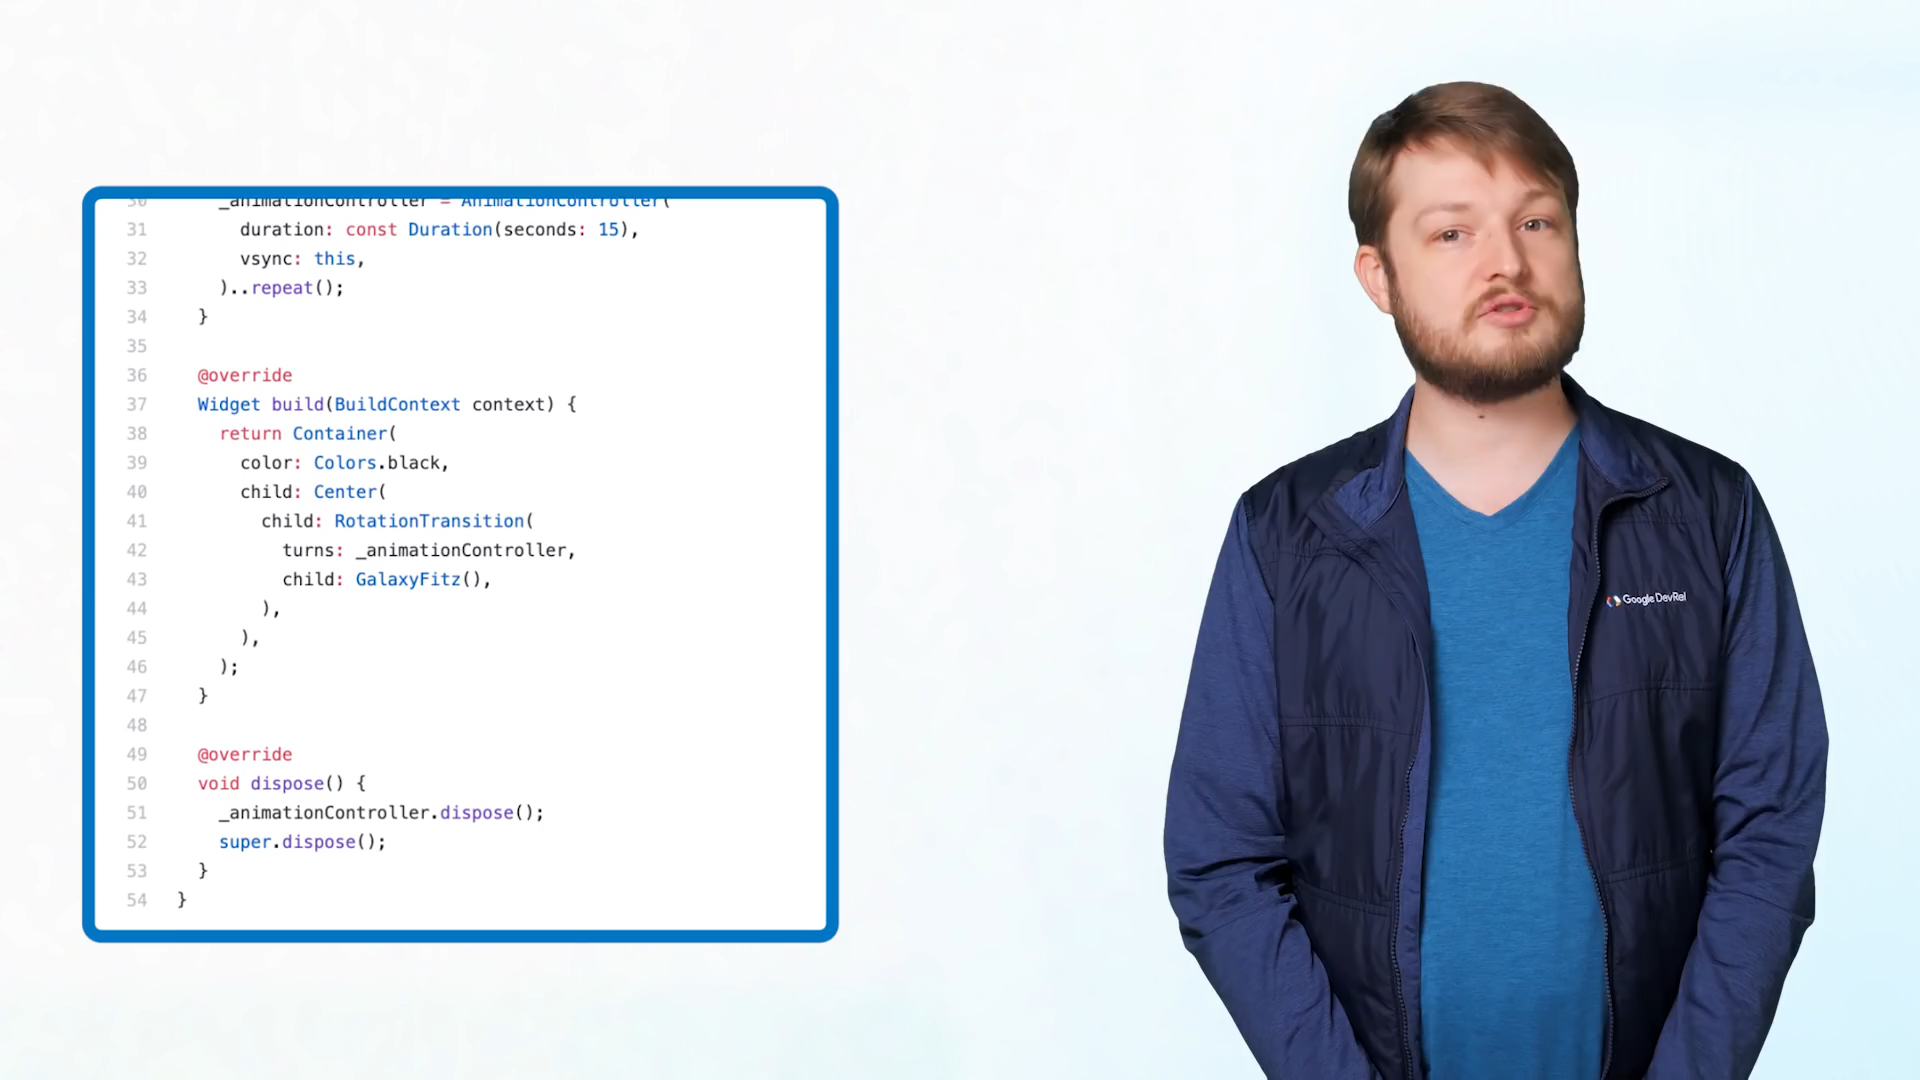 30 _animationController = AnimationController(
31 duration: const Duration(seconds: 15),
32 vsync: this,
33 )..repeat();
34 }
35
36 @override
37 Widget build(BuildContext context) {
38 return Container(
39 color: Colors.black,
40 child: Center(
41 child: RotationTransition(
42 turns: _animationController,
43 child: GalaxyFitz(),
44 ),
45 ),
46 );
47 }
48
49 @override
50 void dispose() {
51 _animationController.dispose();
52 super.dispose();
53 }
54 }
Google DevRel